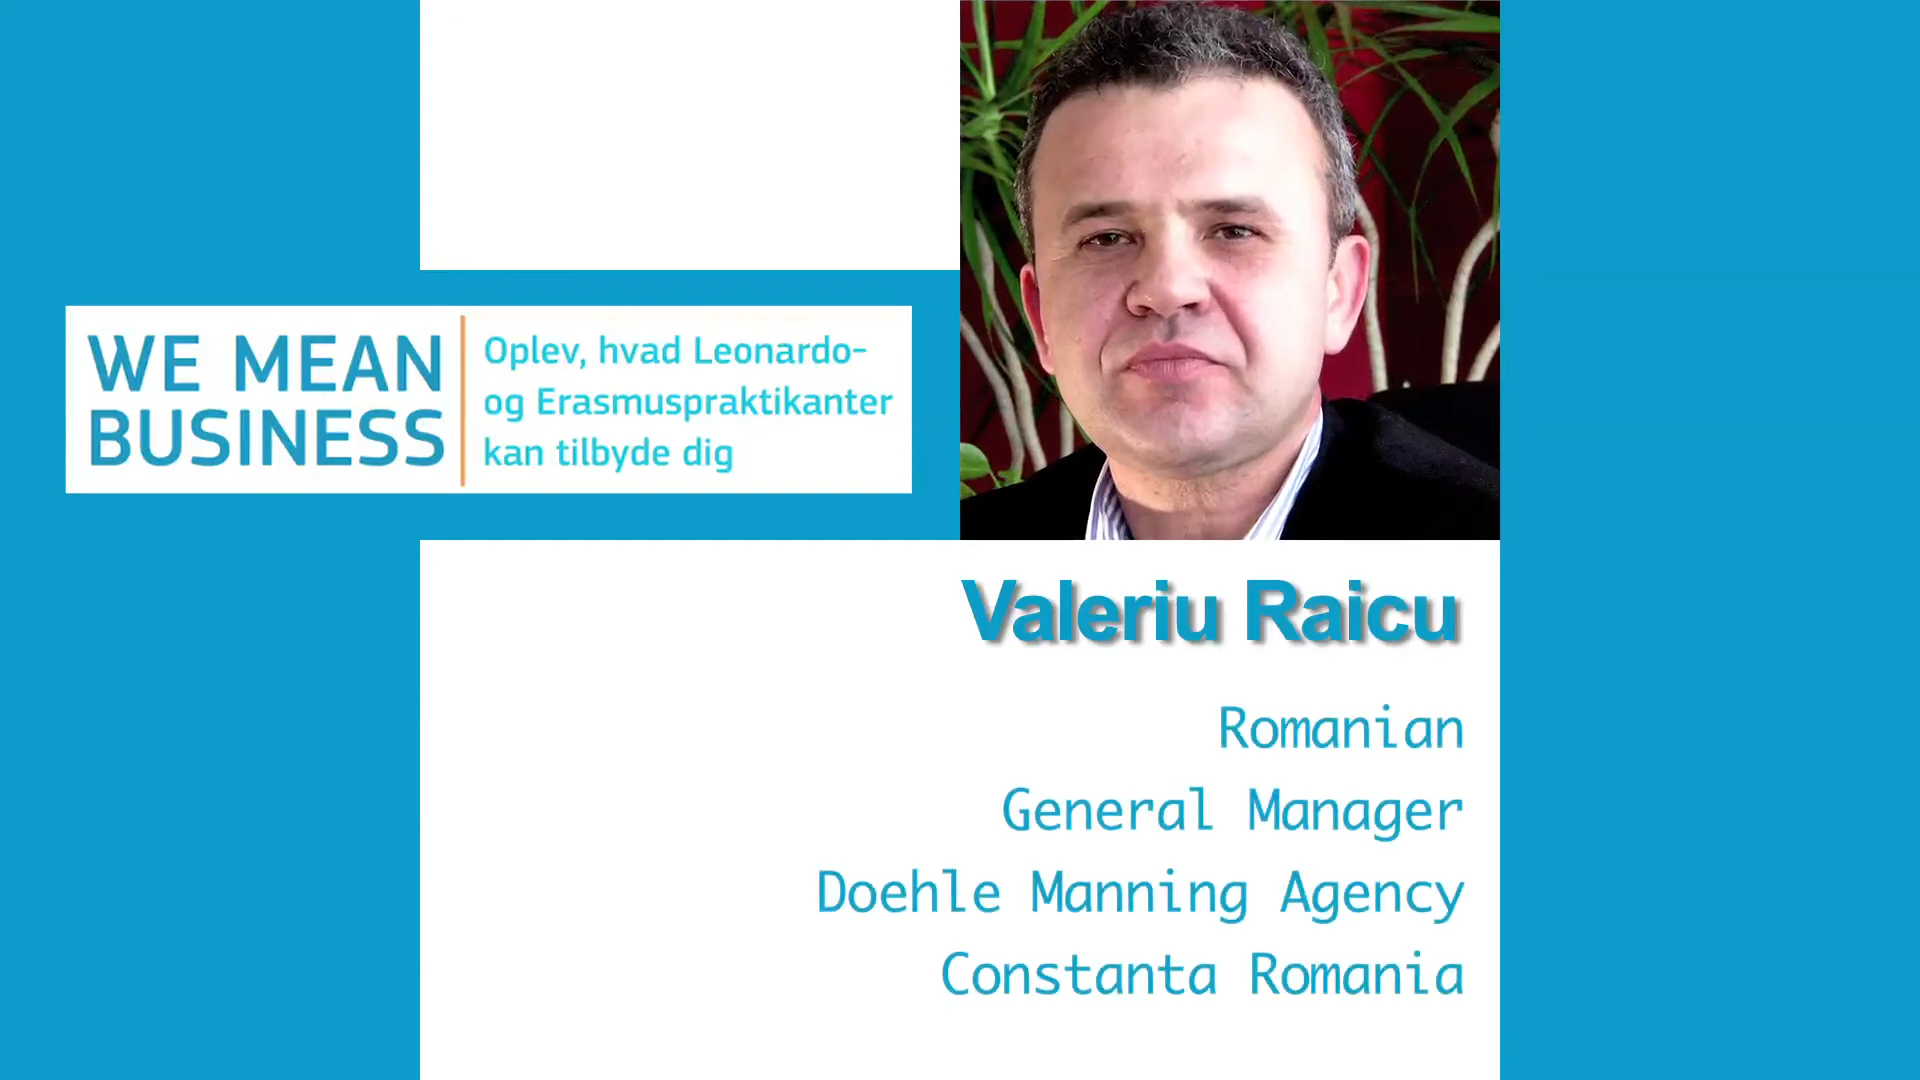 WE MEAN
BUSINESS
Oplev, hvad Leonardo-
og Erasmuspraktikanter
kan tilbyde dig
Valeriu Raicu
Romanian
General Manager
Doehle Manning Agency
Constanta Romania